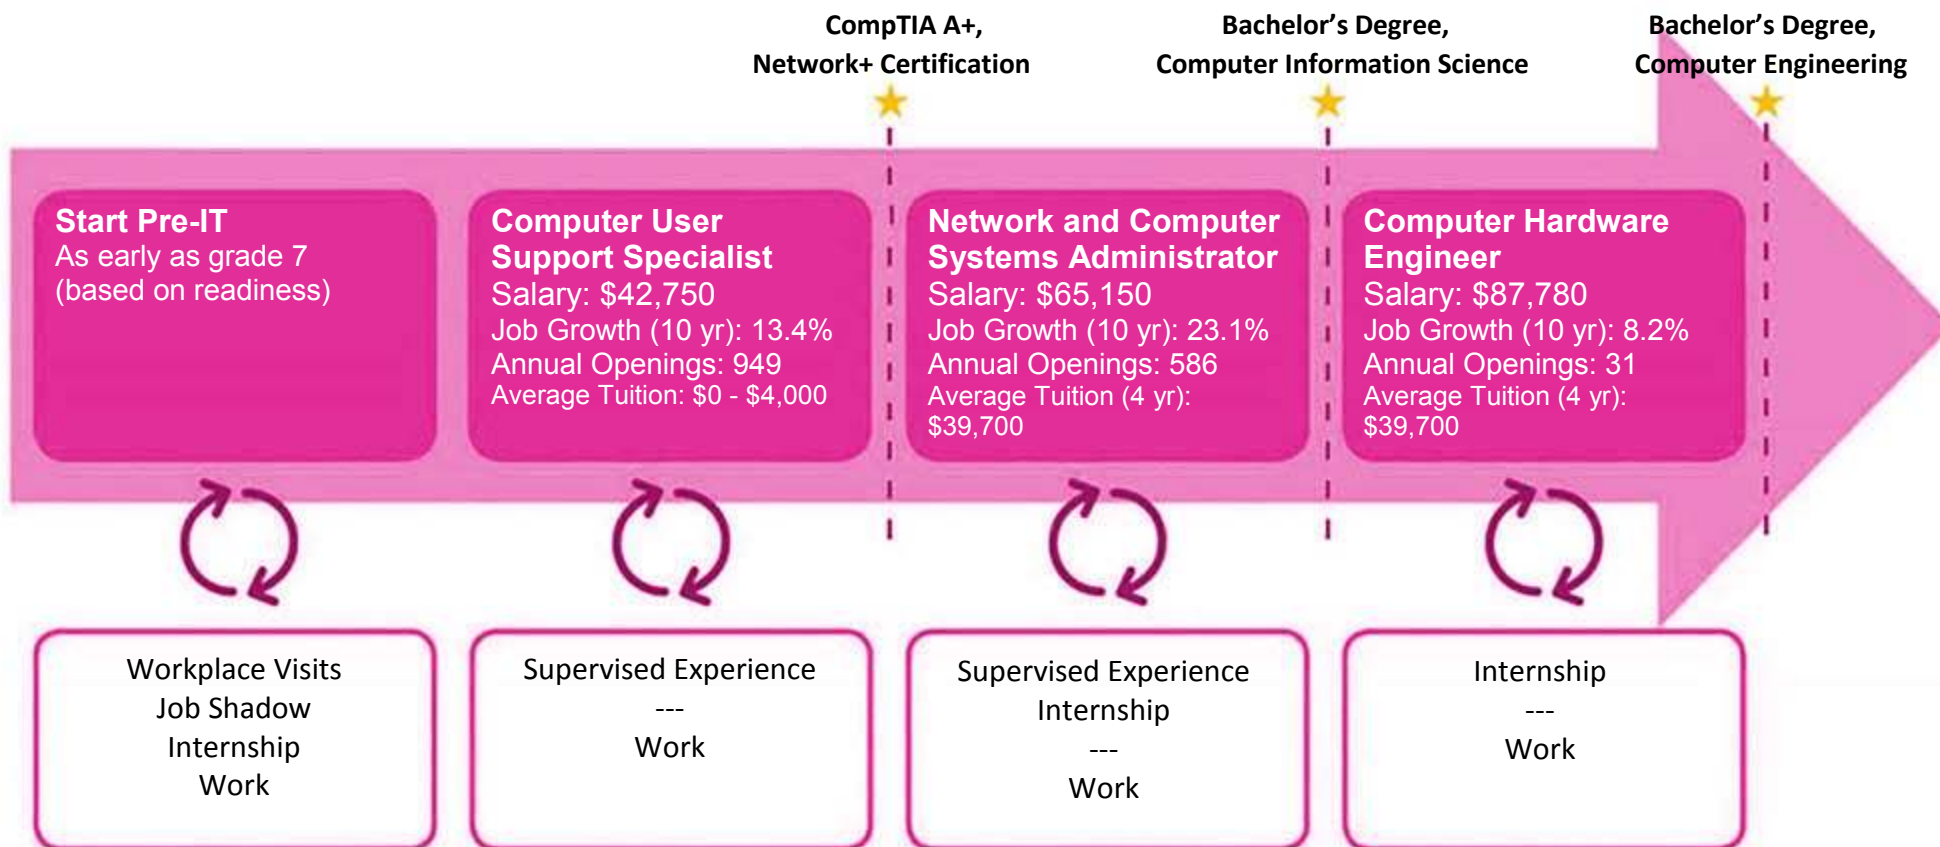 CompTIA A+,
Network+ Certification
Bachelor’s Degree,
Computer Information Science
Bachelor’s Degree,
Computer Engineering
Start Pre-IT
As early as grade 7
(based on readiness)
Computer User
Support Specialist
Salary: $42,750
Job Growth (10 yr): 13.4%
Annual Openings: 949
Average Tuition: $0 - $4,000
Network and Computer
Systems Administrator
Salary: $65,150
Job Growth (10 yr): 23.1%
Annual Openings: 586
Average Tuition (4 yr):
$39,700
Computer Hardware
Engineer
Salary: $87,780
Job Growth (10 yr): 8.2%
Annual Openings: 31
Average Tuition (4 yr):
$39,700
Workplace Visits
Job Shadow
Internship
Work
Supervised Experience
---
Work
Supervised Experience
Internship
---
Work
Internship
---
Work